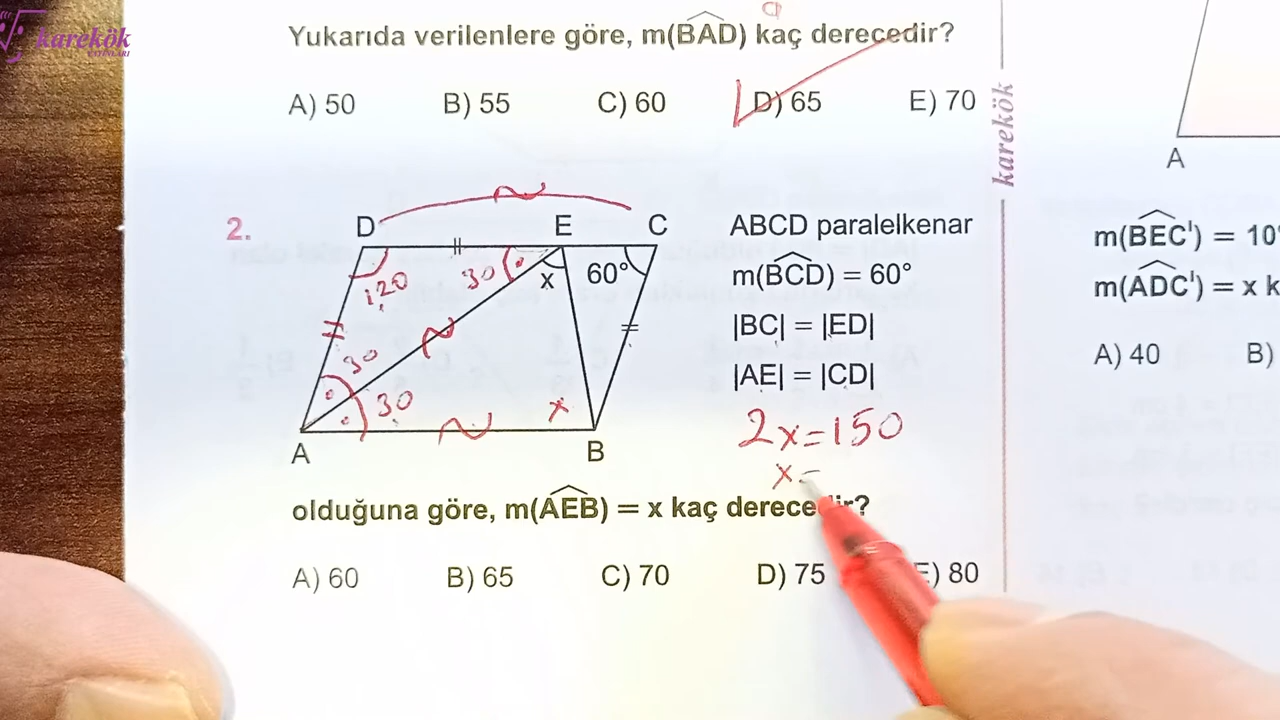 karekök
YAYINLARI
Yukarıda verilenlere göre, m(BAD) kaç derecedir?
A) 50 B) 55 C) 60 D) 65 E) 70
karekök
2.
D E C
120 30 x 60°
30
30 x
A B
ABCD paralelkenar
m(BCD) = 60°
|BC| = |ED|
|AE| = |CD|
2x=150
x=
olduğuna göre, m(AEB) = x kaç derecedir?
A) 60 B) 65 C) 70 D) 75 E) 80
A
m(BEC') = 10°
m(ADC') = x k
A) 40 B)